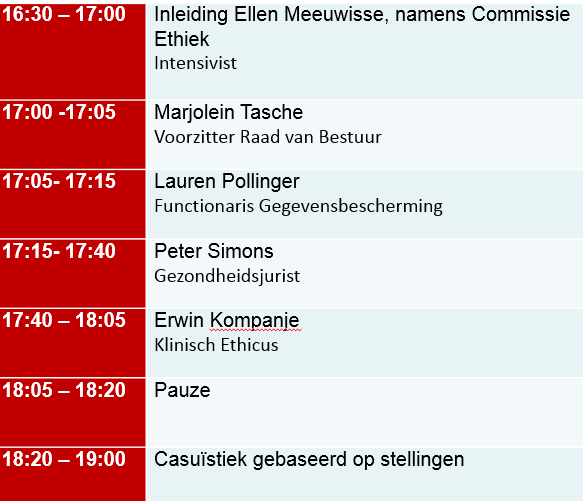 16:30 – 17:00 Inleiding Ellen Meeuwisse, namens Commissie
Ethiek
Intensivist
17:00 -17:05 Marjolein Tasche
Voorzitter Raad van Bestuur
17:05- 17:15 Lauren Pollinger
Functionaris Gegevensbescherming
17:15- 17:40 Peter Simons
Gezondheidsjurist
17:40 – 18:05 Erwin Kompanje
Klinisch Ethicus
18:05 – 18:20 Pauze
18:20 – 19:00 Casuïstiek gebaseerd op stellingen